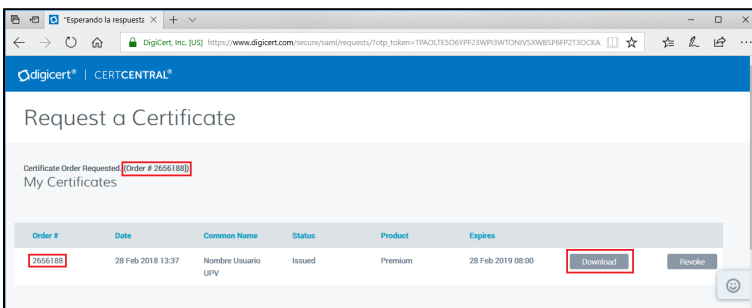 "Esperando la respuesta
DigiCert, Inc. [US] https://www.digicert.com/secure/saml/requests/?otp_token=TPAOLTE5O6YPF23WPI3WTONIVSXWBSP6FP2T3OCKA
digicert® | CERTCENTRAL®
Request a Certificate
Certificate Order Requested. (Order # 2656188])
My Certificates
Order # Date Common Name Status Product Expires
2656188 28 Feb 2018 13:37 Nombre Usuario UPV Issued Premium 28 Feb 2019 08:00 Download Revoke